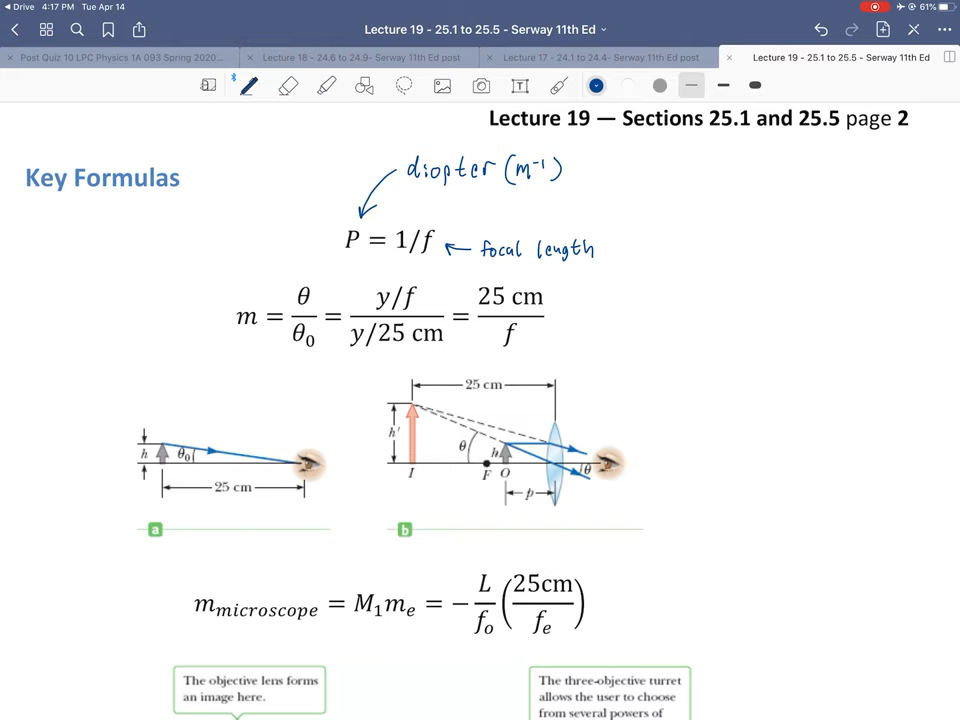 Drive 4:17 PM Tue Apr 14 61%
Lecture 19 - 25.1 to 25.5 - Serway 11th Ed
Post Quiz 10 LPC Physics 1A 093 Spring 2020...
Lecture 18 - 24.6 to 24.9- Serway 11th Ed post
Lecture 17 - 24.1 to 24.4- Serway 11th Ed post
Lecture 19 - 25.1 to 25.5 - Serway 11th Ed
Lecture 19 — Sections 25.1 and 25.5 page 2
Key Formulas
diopter (m⁻¹)
P = 1/f
focal length
m = θ/θ₀ = (y/f)/(y/25 cm) = 25 cm/f
25 cm
h'
h θ₀
θ h
I F O θ
25 cm
p
a b
m_microscope = M₁mₑ = −L/fₒ (25cm/fₑ)
The objective lens forms
an image here.
The three-objective turret
allows the user to choose
from several powers of